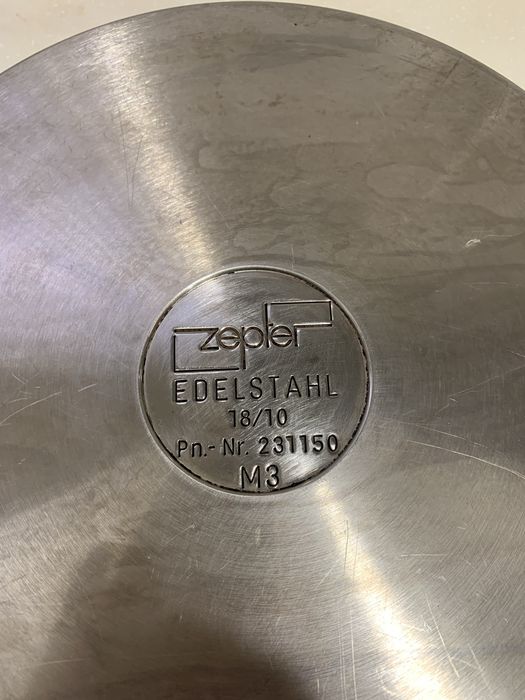 zepter
EDELSTAHL
18/10
Pn.-Nr. 231150
M3